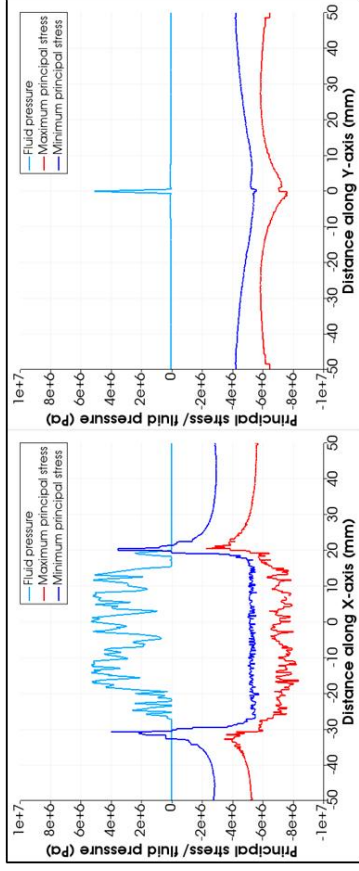 Principal stress/ fluid pressure (Pa)
1e+7
8e+6
6e+6
4e+6
2e+6
0
-2e+6
-4e+6
-6e+6
-8e+6
-1e+7
Fluid pressure
Maximum principal stress
Minimum principal stress
-50 -40 -30 -20 -10 0 10 20 30 40 50
Distance along X-axis (mm)
Principal stress/ fluid pressure (Pa)
1e+7
8e+6
6e+6
4e+6
2e+6
0
-2e+6
-4e+6
-6e+6
-8e+6
-1e+7
Fluid pressure
Maximum principal stress
Minimum principal stress
-50 -40 -30 -20 -10 0 10 20 30 40 50
Distance along Y-axis (mm)